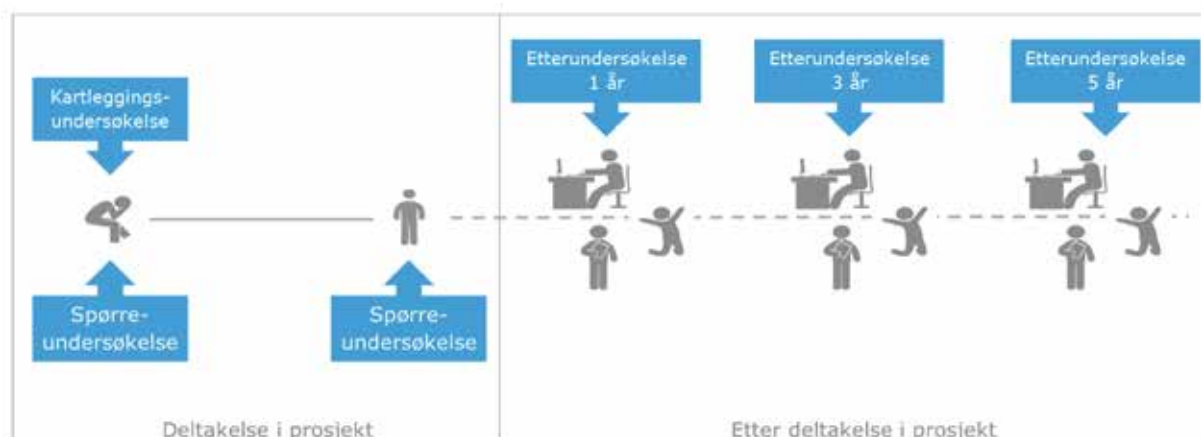 Kartleggings-
undersøkelse
Spørre-
undersøkelse
Spørre-
undersøkelse
Deltakelse i prosjekt
Etterundersøkelse
1 år
Etterundersøkelse
3 år
Etterundersøkelse
5 år
Etter deltakelse i prosjekt